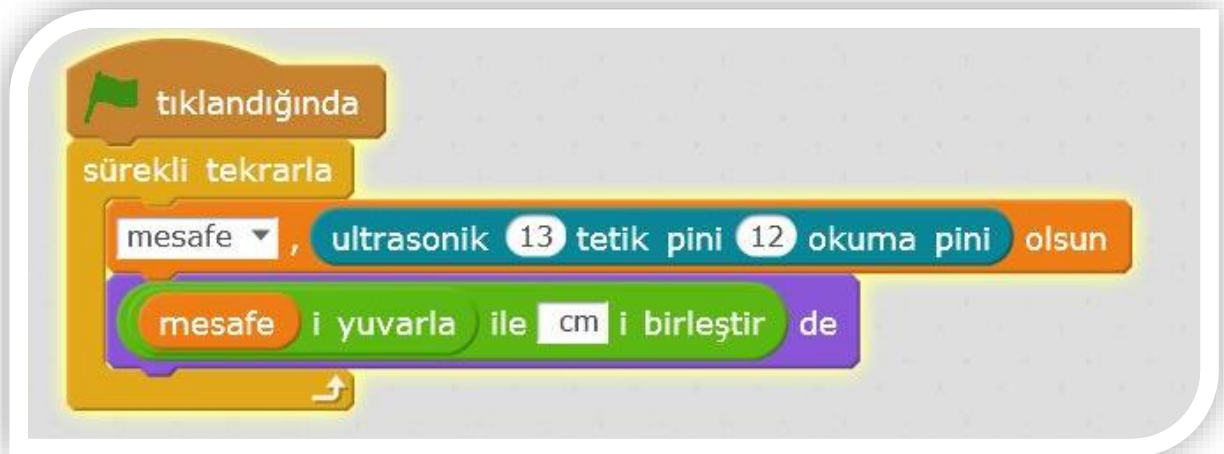 tıklandığında
sürekli tekrarla
mesafe , ultrasonik 13 tetik pini 12 okuma pini olsun
mesafe i yuvarla ile cm i birleştir de